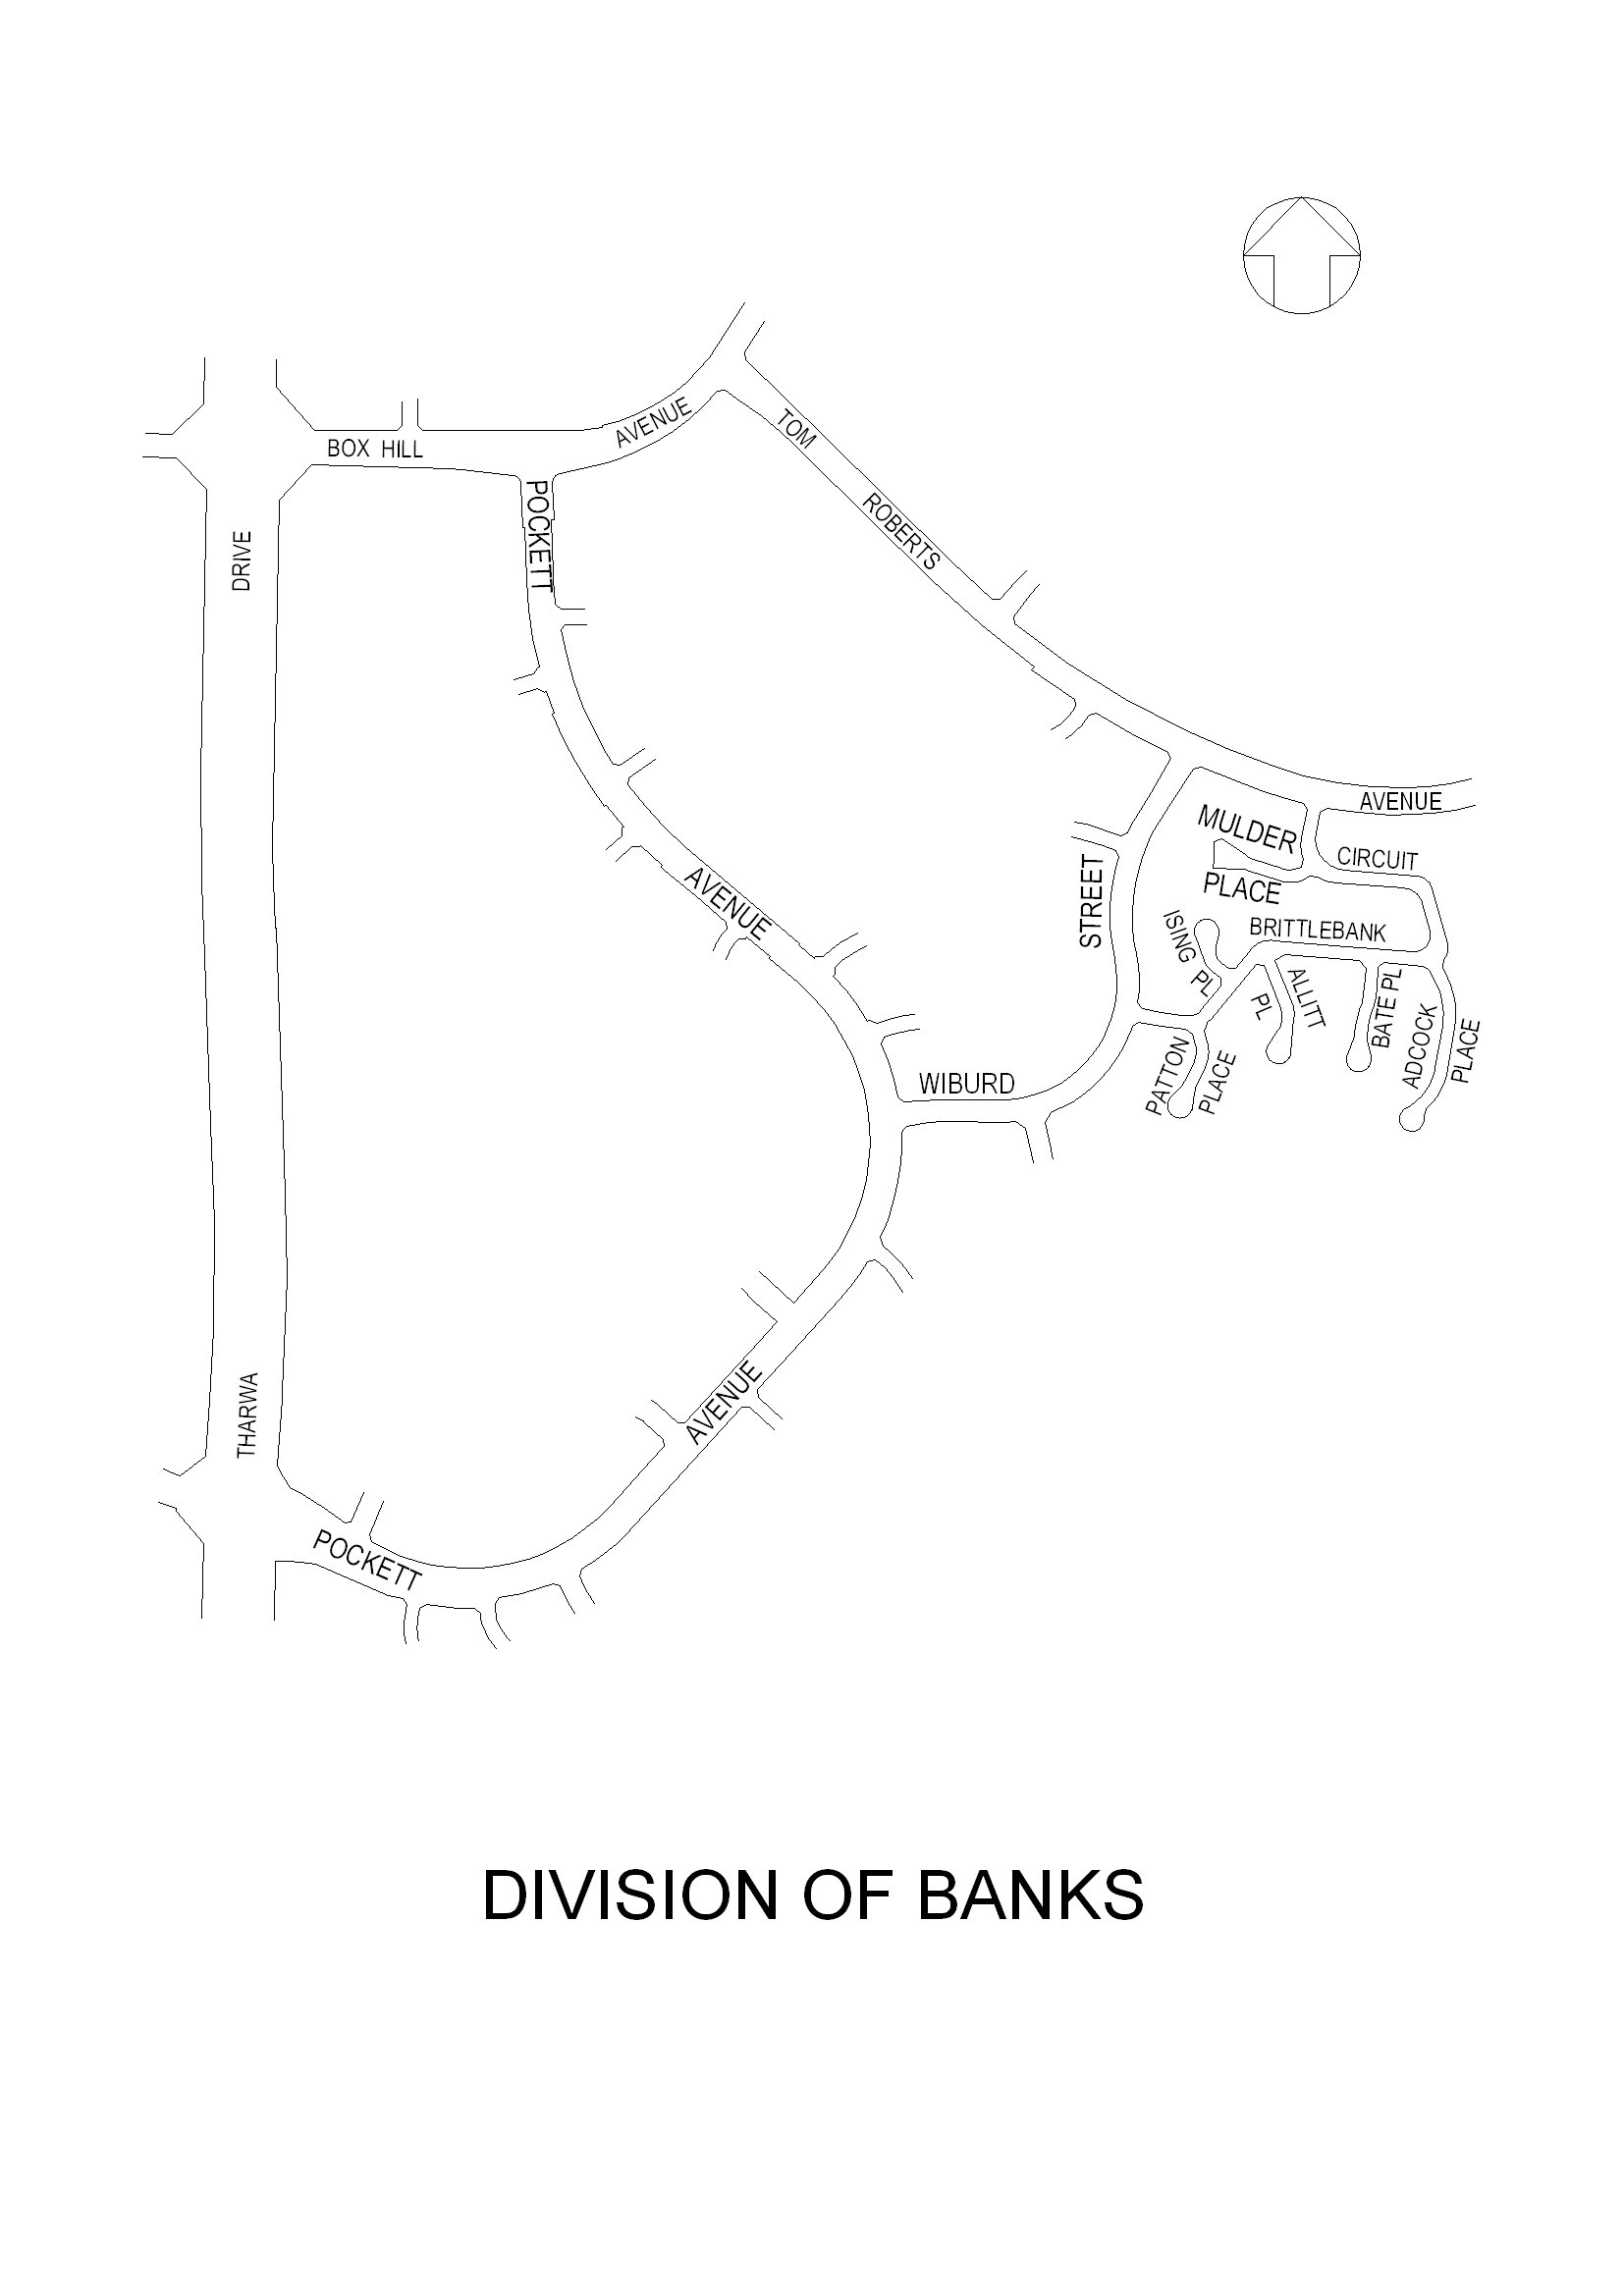 BOX HILL
AVENUE
TOM
ROBERTS
AVENUE
DRIVE
THARWA
POCKETT
AVENUE
AVENUE
POCKETT
WIBURD
STREET
MULDER
PLACE
CIRCUIT
BRITTLEBANK
ISING PL
ALLITT
PL
BATE PL
ADCOCK
PLACE
PATTON
PLACE
DIVISION OF BANKS